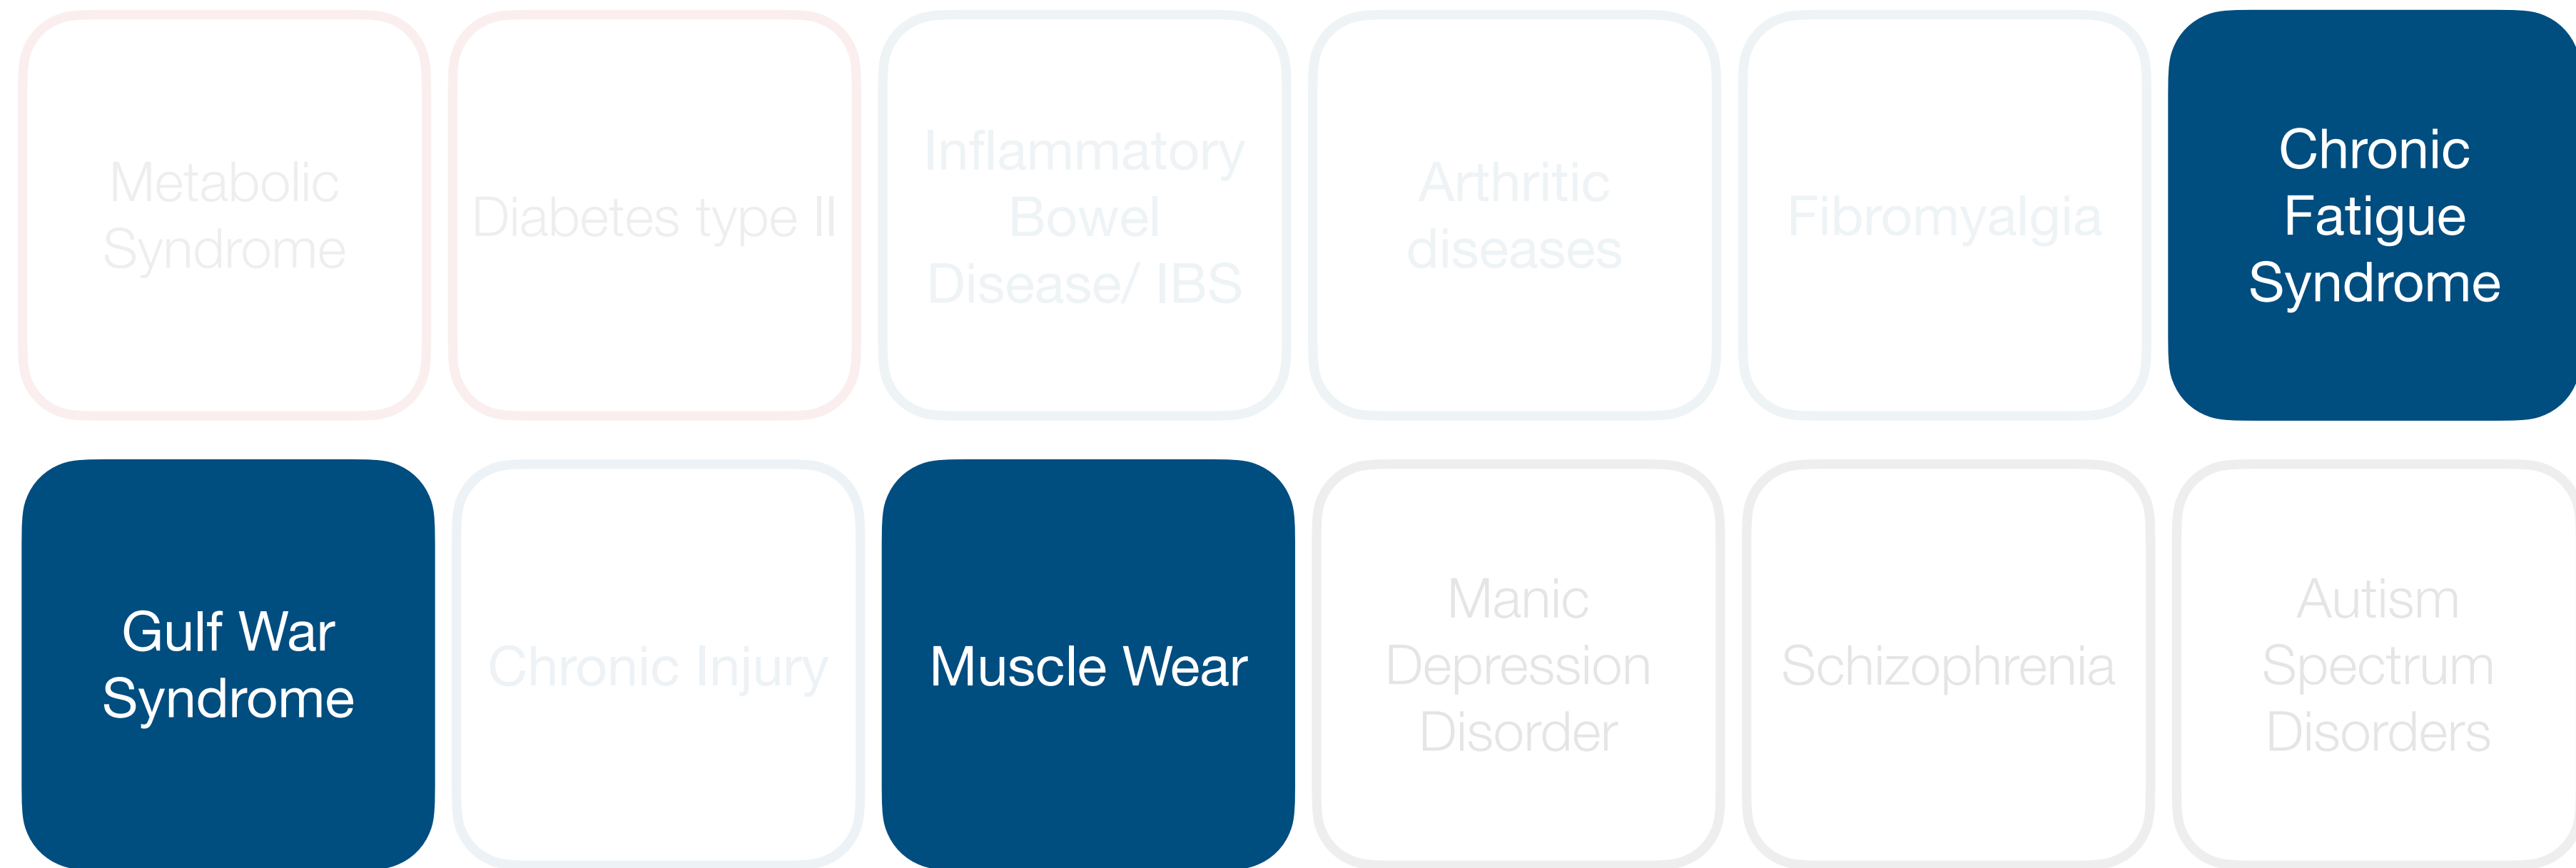 Metabolic
Syndrome
Diabetes type II
Inflammatory
Bowel
Disease/ IBS
Arthritic
diseases
Fibromyalgia
Chronic
Fatigue
Syndrome
Gulf War
Syndrome
Chronic Injury
Muscle Wear
Manic
Depression
Disorder
Schizophrenia
Autism
Spectrum
Disorders